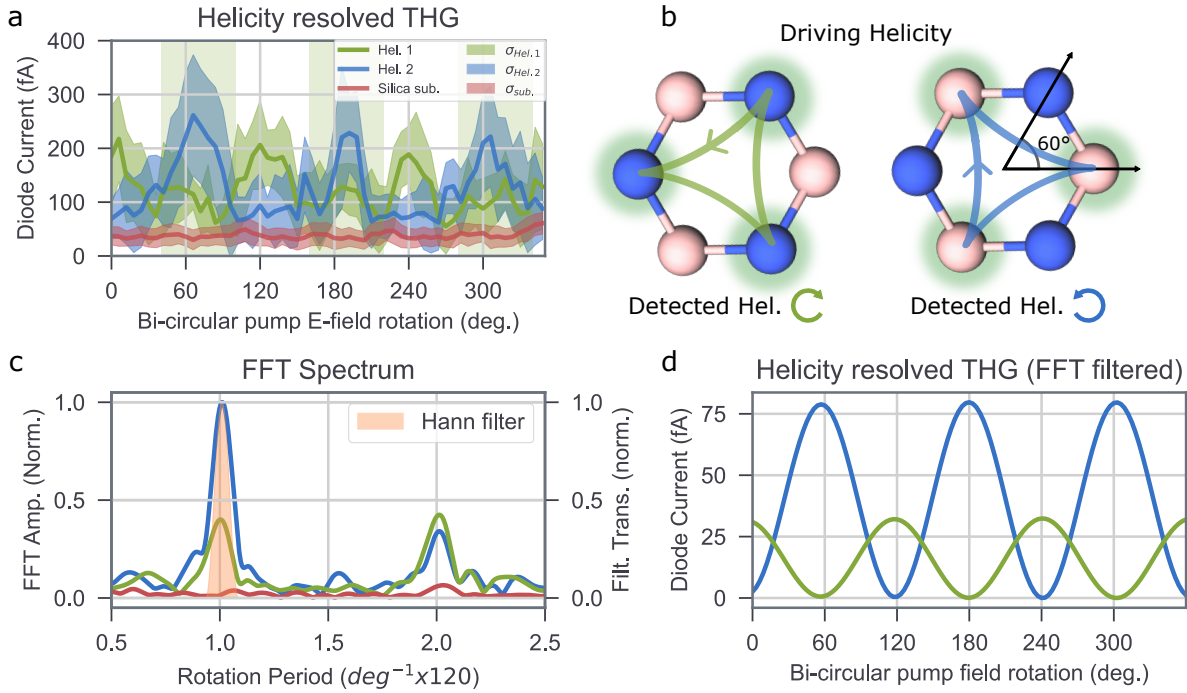 a
Helicity resolved THG
400
300
200
100
0
Diode Current (fA)
Hel. 1
Hel. 2
Silica sub.
σHel.1
σHel.2
σsub.
0 60 120 180 240 300
Bi-circular pump E-field rotation (deg.)
b
Driving Helicity
60°
Detected Hel.
Detected Hel.
c
FFT Spectrum
1.0
0.5
0.0
FFT Amp. (Norm.)
Hann filter
1.0
0.5
0.0
Filt. Trans. (norm.)
0.5 1.0 1.5 2.0 2.5
Rotation Period (deg⁻¹x120)
d
Helicity resolved THG (FFT filtered)
75
50
25
0
Diode Current (fA)
0 60 120 180 240 300
Bi-circular pump field rotation (deg.)